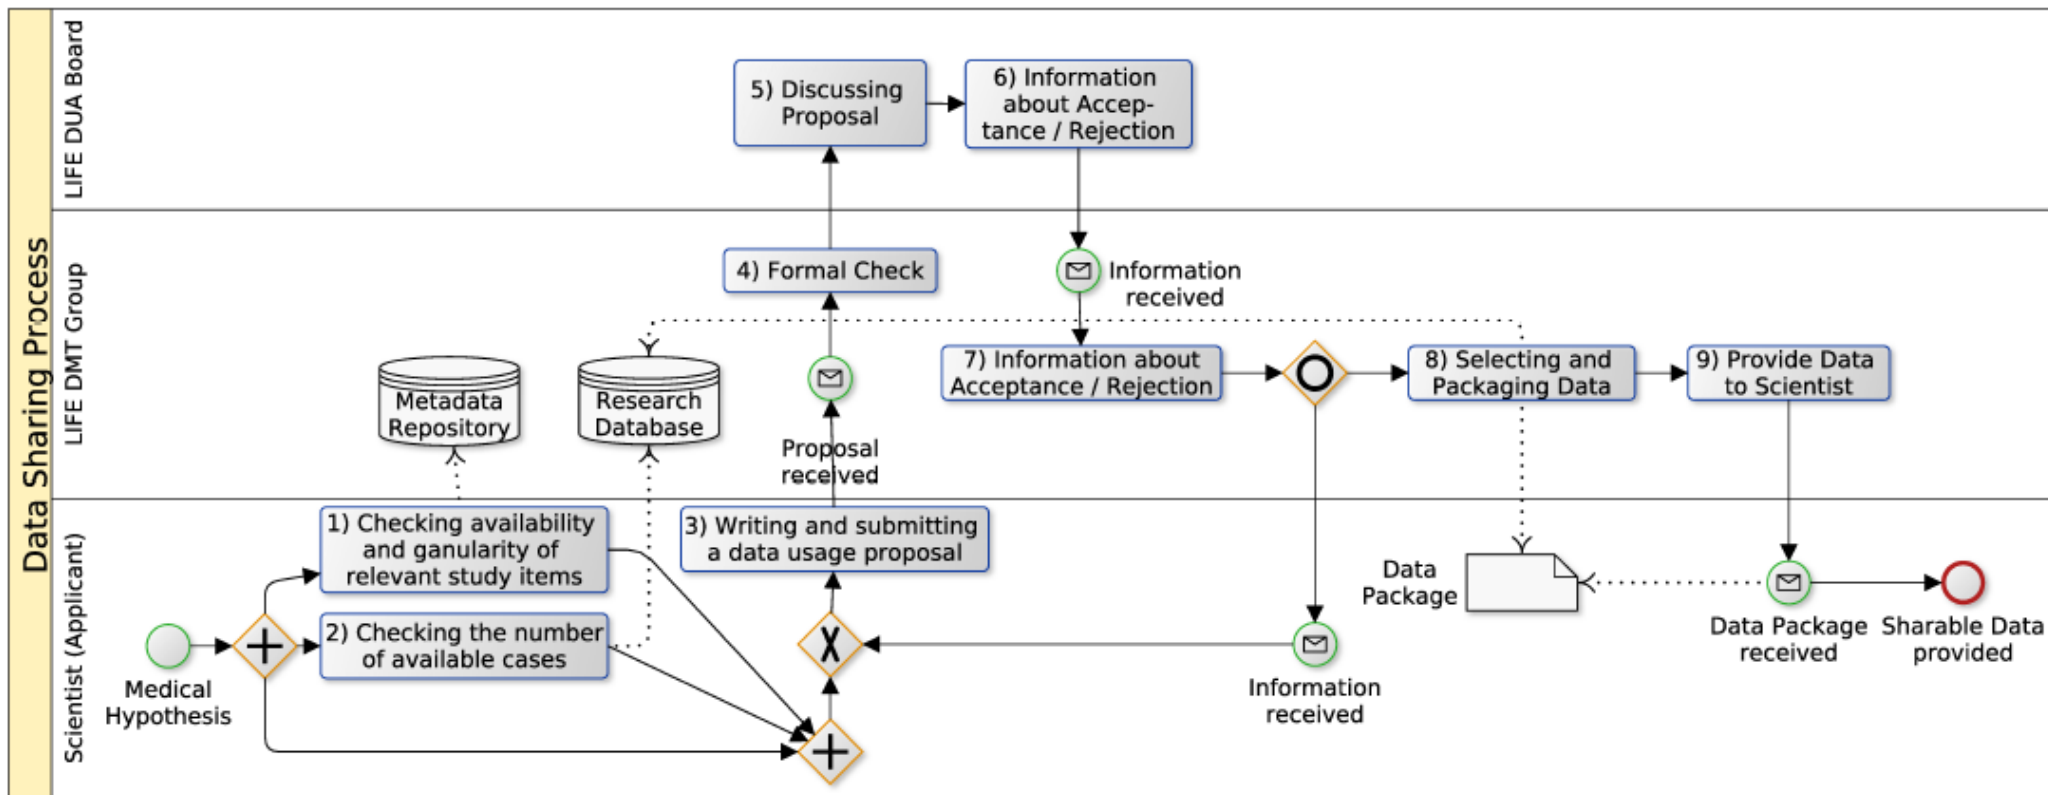 Data Sharing Process
LIFE DUA Board
5) Discussing
Proposal
6) Information
about Accep-
tance / Rejection
LIFE DMT Group
4) Formal Check
Information
received
Metadata
Repository
Research
Database
Proposal
received
7) Information about
Acceptance / Rejection
8) Selecting and
Packaging Data
9) Provide Data
to Scientist
Scientist (Applicant)
Medical
Hypothesis
1) Checking availability
and ganularity of
relevant study items
2) Checking the number
of available cases
3) Writing and submitting
a data usage proposal
Information
received
Data
Package
Data Package
received
Sharable Data
provided